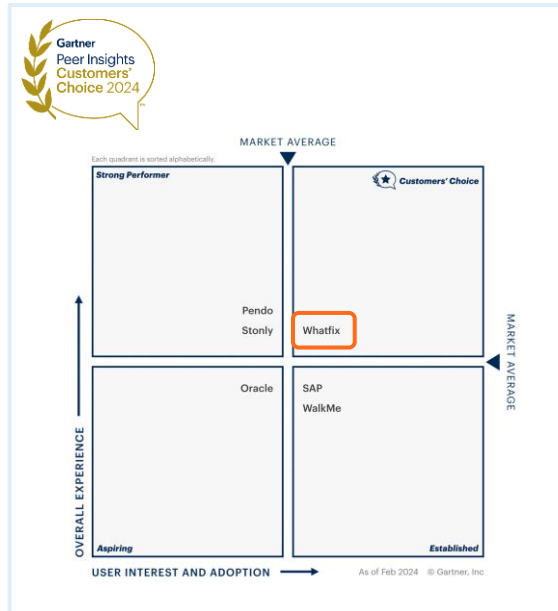 Gartner
Peer Insights
Customers'
Choice 2024
™
MARKET AVERAGE
Each quadrant is sorted alphabetically.
Strong Performer
Customers' Choice
Pendo
Stonly
Whatfix
MARKET AVERAGE
Oracle
SAP
WalkMe
OVERALL EXPERIENCE
Aspiring
Established
USER INTEREST AND ADOPTION
As of Feb 2024 © Gartner, Inc